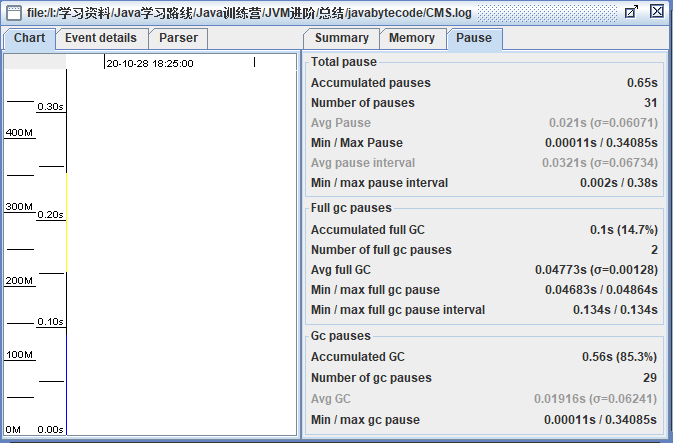 file:/I:/学习资料/Java学习路线/Java训练营/JVM进阶/总结/javabytecode/CMS.log
Chart Event details Parser
20-10-28 18:25:00
0.30s
400M
300M
0.20s
200M
0.10s
100M
0M 0.00s
Summary Memory Pause
Total pause
Accumulated pauses 0.65s
Number of pauses 31
Avg Pause 0.021s (σ=0.06071)
Min / Max Pause 0.00011s / 0.34085s
Avg pause interval 0.0321s (σ=0.06734)
Min / max pause interval 0.002s / 0.38s
Full gc pauses
Accumulated full GC 0.1s (14.7%)
Number of full gc pauses 2
Avg full GC 0.04773s (σ=0.00128)
Min / max full gc pause 0.04683s / 0.04864s
Min / max full gc pause interval 0.134s / 0.134s
Gc pauses
Accumulated GC 0.56s (85.3%)
Number of gc pauses 29
Avg GC 0.01916s (σ=0.06241)
Min / max gc pause 0.00011s / 0.34085s